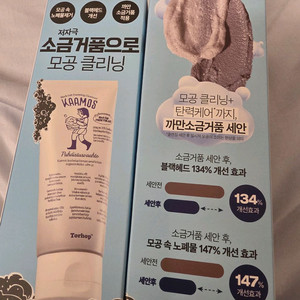 모공 속
노폐물제거
블랙헤드
개선
까만
소금거품
저자극
소금거품으로
모공 클리닝
KAAMOS
Torhop
모공 클리닝+
탄력케어*까지,
까만소금거품 세안
소금거품 세안 후,
블랙헤드 134% 개선 효과
세안전
세안후
134%
개선효과
소금거품 세안 후,
모공 속 노폐물 147% 개선 효과
세안전
세안후
147%
개선효과